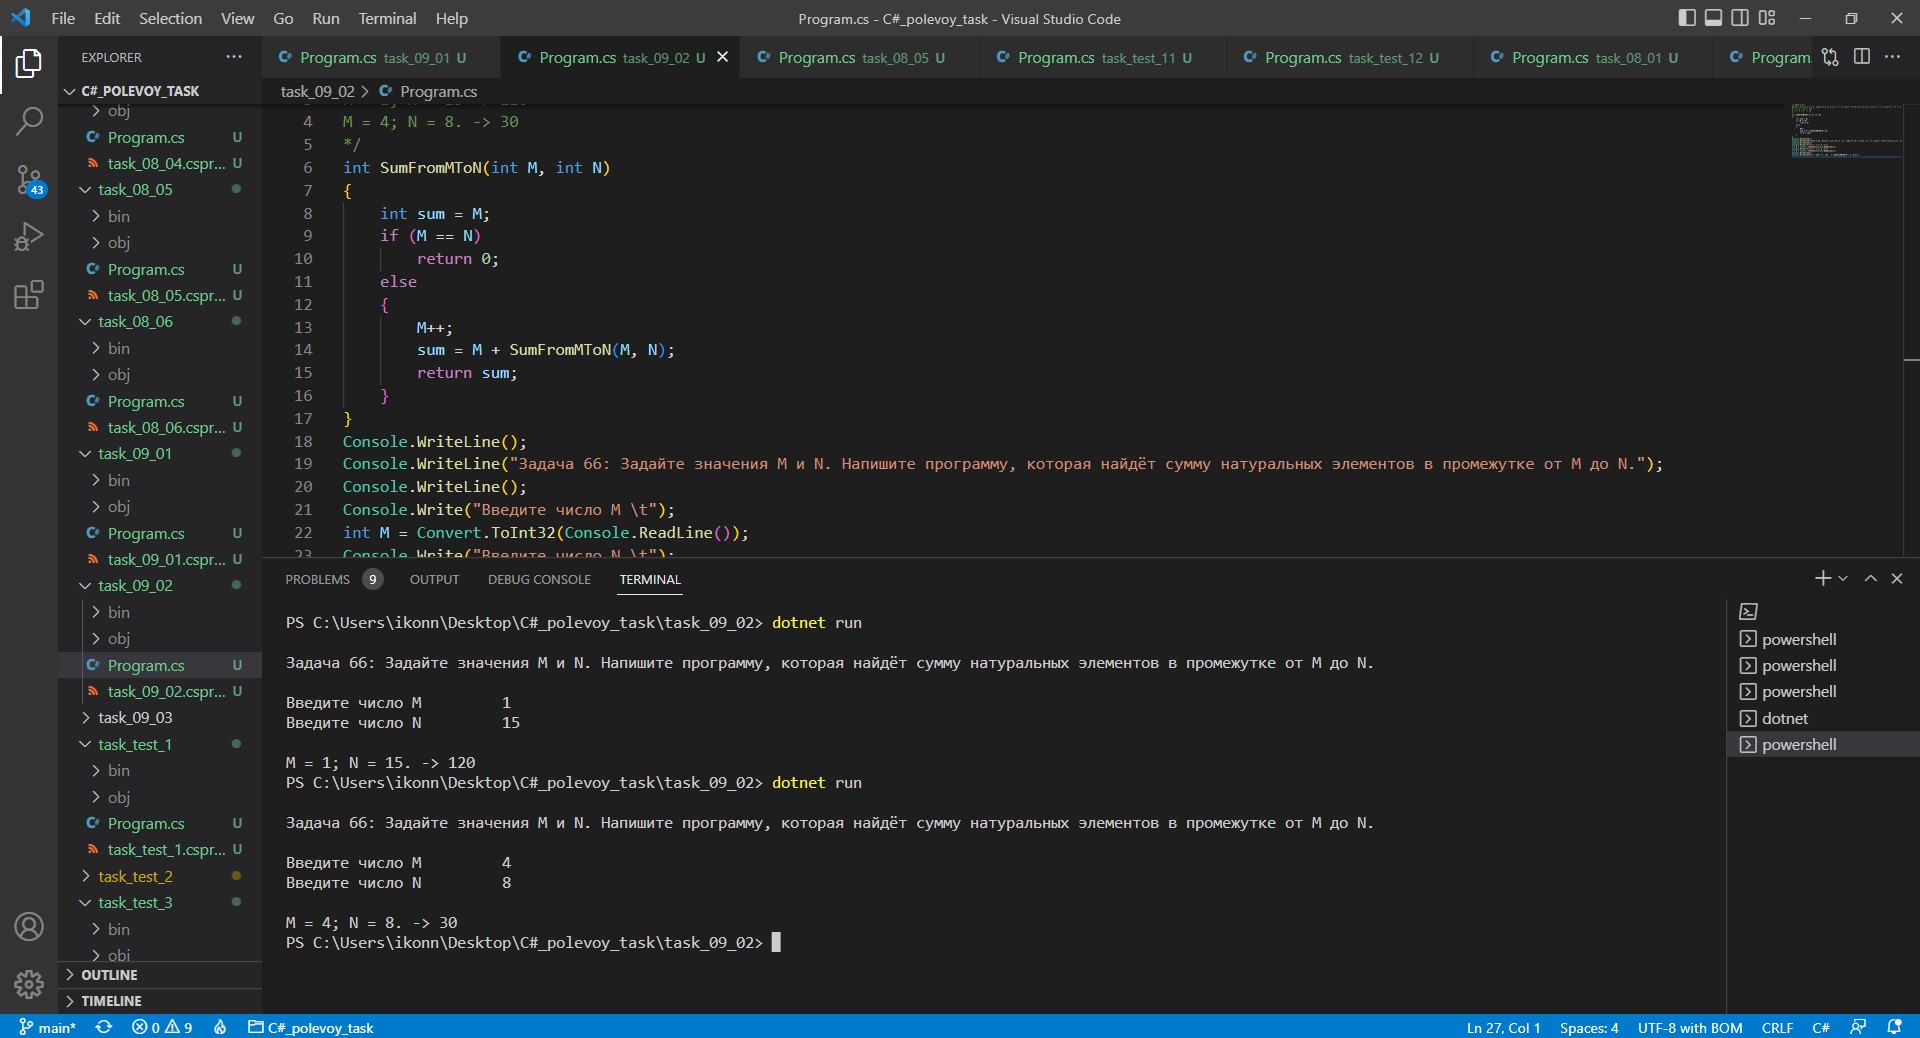 File Edit Selection View Go Run Terminal Help
Program.cs - C#_polevoy_task - Visual Studio Code
EXPLORER
Program.cs task_09_01 U
Program.cs task_09_02 U
Program.cs task_08_05 U
Program.cs task_test_11 U
Program.cs task_test_12 U
Program.cs task_08_01 U
Program.
C#_POLEVOY_TASK
obj
Program.cs U
task_08_04.cspr... U
task_08_05
bin
obj
Program.cs U
task_08_05.cspr... U
task_08_06
bin
obj
Program.cs U
task_08_06.cspr... U
task_09_01
bin
obj
Program.cs U
task_09_01.cspr... U
task_09_02
bin
obj
Program.cs U
task_09_02.cspr... U
task_09_03
task_test_1
bin
obj
Program.cs U
task_test_1.cspr... U
task_test_2
task_test_3
bin
obj
OUTLINE
TIMELINE
43
task_09_02 > Program.cs
4 M = 4; N = 8. -> 30
5 */
6 int SumFromMToN(int M, int N)
7 {
8 int sum = M;
9 if (M == N)
10 return 0;
11 else
12 {
13 M++;
14 sum = M + SumFromMToN(M, N);
15 return sum;
16 }
17 }
18 Console.WriteLine();
19 Console.WriteLine("Задача 66: Задайте значения M и N. Напишите программу, которая найдёт сумму натуральных элементов в промежутке от M до N.");
20 Console.WriteLine();
21 Console.Write("Введите число M \t");
22 int M = Convert.ToInt32(Console.ReadLine());
23 Console.Write("Введите число N \t");
PROBLEMS 9 OUTPUT DEBUG CONSOLE TERMINAL
PS C:\Users\ikonn\Desktop\C#_polevoy_task\task_09_02> dotnet run
Задача 66: Задайте значения M и N. Напишите программу, которая найдёт сумму натуральных элементов в промежутке от M до N.
Введите число M 1
Введите число N 15
M = 1; N = 15. -> 120
PS C:\Users\ikonn\Desktop\C#_polevoy_task\task_09_02> dotnet run
Задача 66: Задайте значения M и N. Напишите программу, которая найдёт сумму натуральных элементов в промежутке от M до N.
Введите число M 4
Введите число N 8
M = 4; N = 8. -> 30
PS C:\Users\ikonn\Desktop\C#_polevoy_task\task_09_02>
powershell
powershell
powershell
dotnet
powershell
main* 0 9 C#_polevoy_task
Ln 27, Col 1 Spaces: 4 UTF-8 with BOM CRLF C#